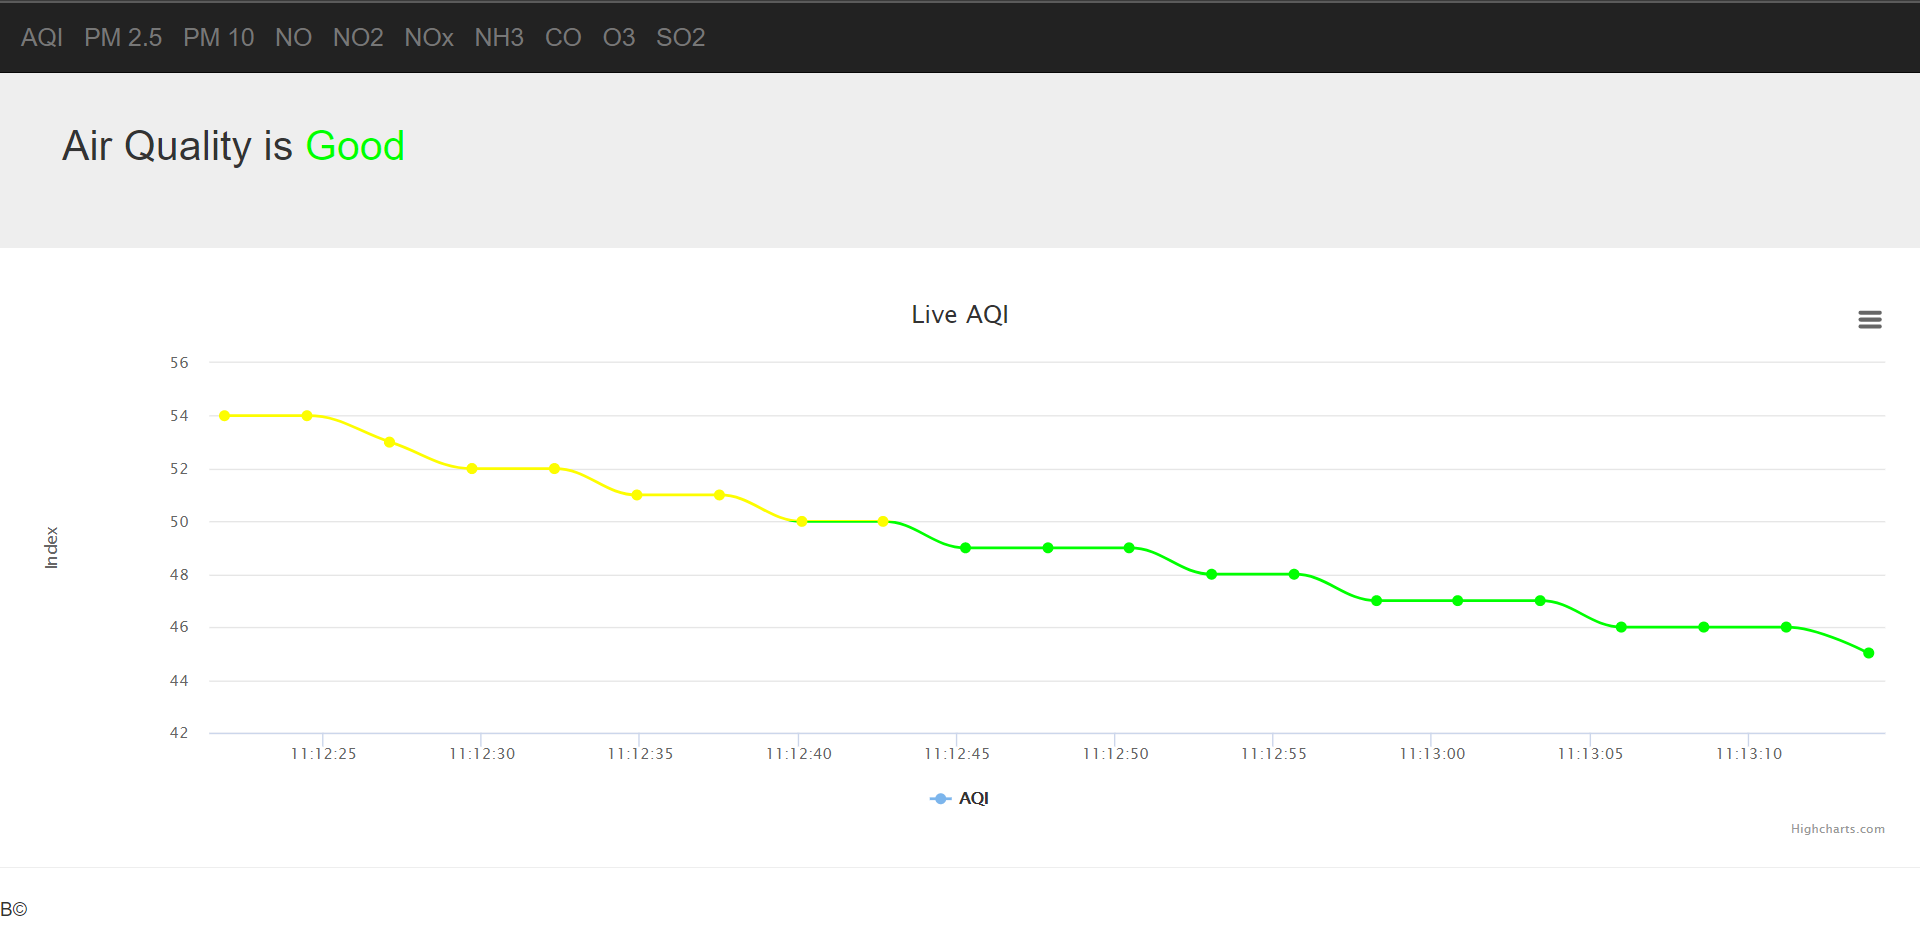 AQI PM 2.5 PM 10 NO NO2 NOx NH3 CO O3 SO2
Air Quality is Good
Live AQI
56
54
52
50
48
46
44
42
Index
11:12:25 11:12:30 11:12:35 11:12:40 11:12:45 11:12:50 11:12:55 11:13:00 11:13:05 11:13:10
AQI
Highcharts.com
B©